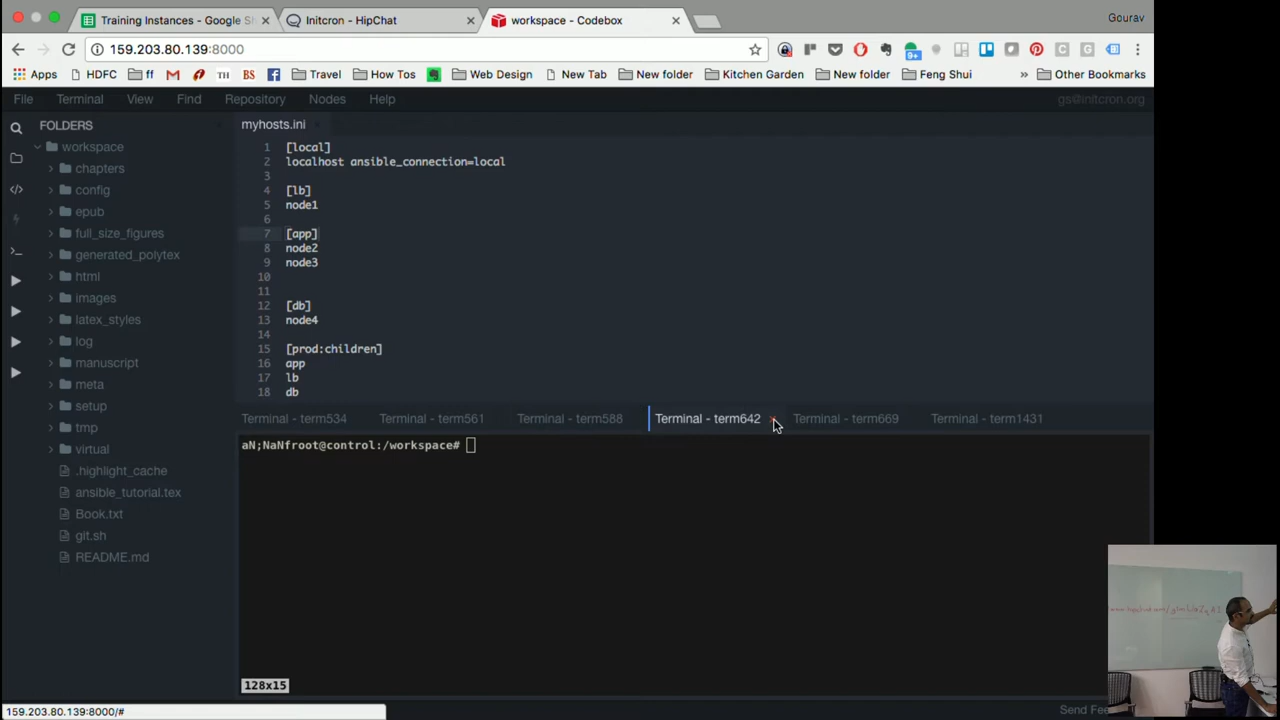 Training Instances - Google S
Initcron - HipChat
workspace - Codebox
Gourav
159.203.80.139:8000
9+
Apps
HDFC
ff
TII
BS
Travel
How Tos
Web Design
New Tab
New folder
Kitchen Garden
New folder
Feng Shui
»
Other Bookmarks
File
Terminal
View
Find
Repository
Nodes
Help
gs@initcron.org
FOLDERS
workspace
chapters
config
epub
full_size_figures
generated_polytex
html
images
latex_styles
log
manuscript
meta
setup
tmp
virtual
.highlight_cache
ansible_tutorial.tex
Book.txt
git.sh
README.md
myhosts.ini
1 [local]
2 localhost ansible_connection=local
3
4 [lb]
5 node1
6
7 [app]
8 node2
9 node3
10
11
12 [db]
13 node4
14
15 [prod:children]
16 app
17 lb
18 db
Terminal - term534
Terminal - term561
Terminal - term588
Terminal - term642
Terminal - term669
Terminal - term1431
aN;NaNfroot@control:/workspace#
128x15
159.203.80.139:8000/#
Send Fee